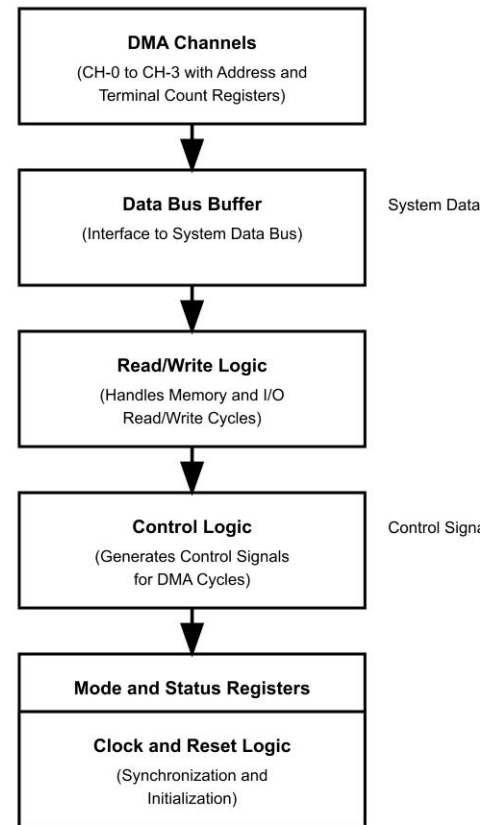 DMA Channels
(CH-0 to CH-3 with Address and
Terminal Count Registers)
Data Bus Buffer
(Interface to System Data Bus)
System Data
Read/Write Logic
(Handles Memory and I/O
Read/Write Cycles)
Control Logic
(Generates Control Signals
for DMA Cycles)
Control
Mode and Status Registers
Clock and Reset Logic
(Synchronization and
Initialization)